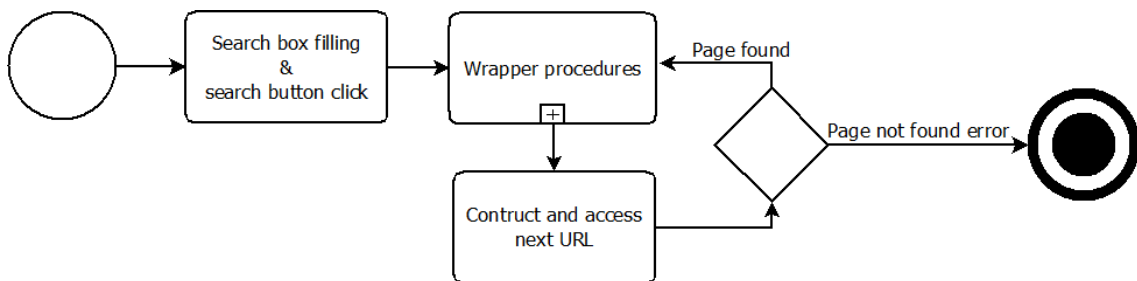 Search box filling
&
search button click
Wrapper procedures
+
Page found
Page not found error
Contruct and access
next URL